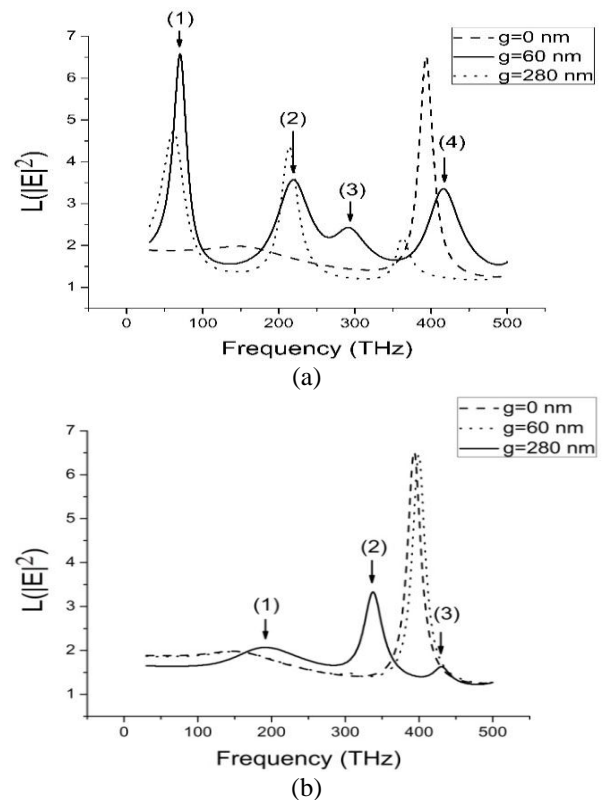 (1)
(2)
(3)
(4)
g=0 nm
g=60 nm
g=280 nm
7
6
5
4
3
2
1
L(|E|²)
0 100 200 300 400 500
Frequency (THz)
(a)
g=0 nm
g=60 nm
g=280 nm
(1)
(2)
(3)
7
6
5
4
3
2
1
L(|E|²)
0 100 200 300 400 500
Frequency (THz)
(b)